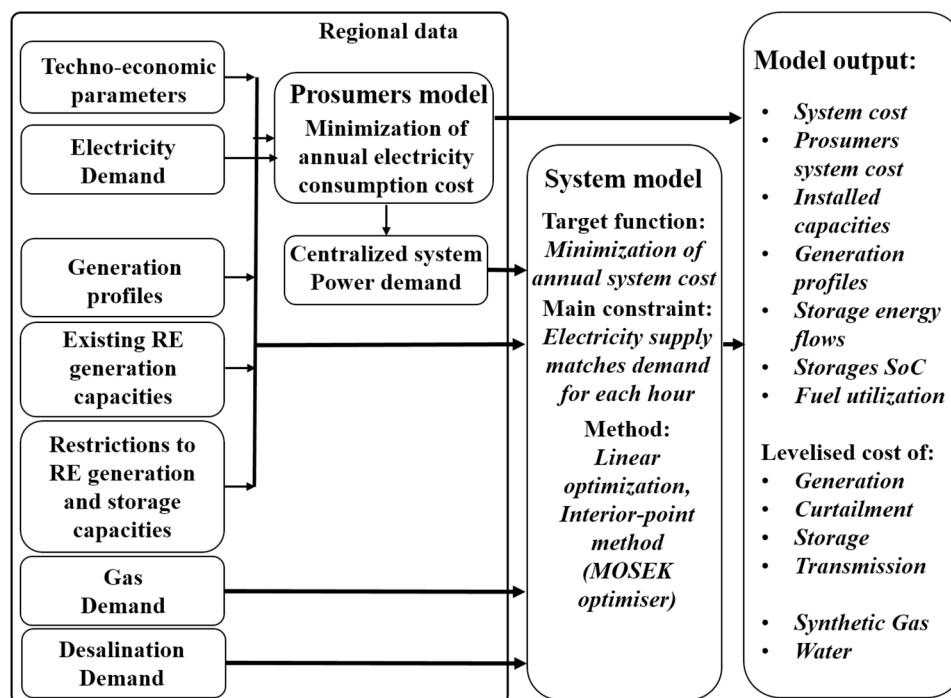 Regional data
Techno-economic
parameters
Electricity
Demand
Generation
profiles
Existing RE
generation
capacities
Restrictions to
RE generation
and storage
capacities
Gas
Demand
Desalination
Demand
Prosumers model
Minimization of
annual electricity
consumption cost
Centralized system
Power demand
System model
Target function:
Minimization of
annual system cost
Main constraint:
Electricity supply
matches demand
for each hour
Method:
Linear
optimization,
Interior-point
method
(MOSEK
optimiser)
Model output:
• System cost
• Prosumers
system cost
• Installed
capacities
• Generation
profiles
• Storage energy
flows
• Storages SoC
• Fuel utilization
Levelised cost of:
• Generation
• Curtailment
• Storage
• Transmission
• Synthetic Gas
• Water